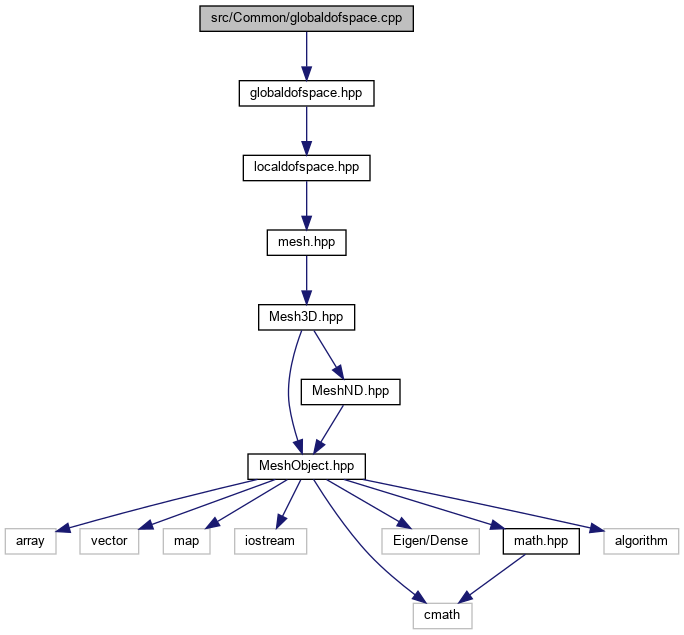 src/Common/globaldofspace.cpp
globaldofspace.hpp
localdofspace.hpp
mesh.hpp
Mesh3D.hpp
MeshND.hpp
MeshObject.hpp
array
vector
map
iostream
Eigen/Dense
math.hpp
algorithm
cmath